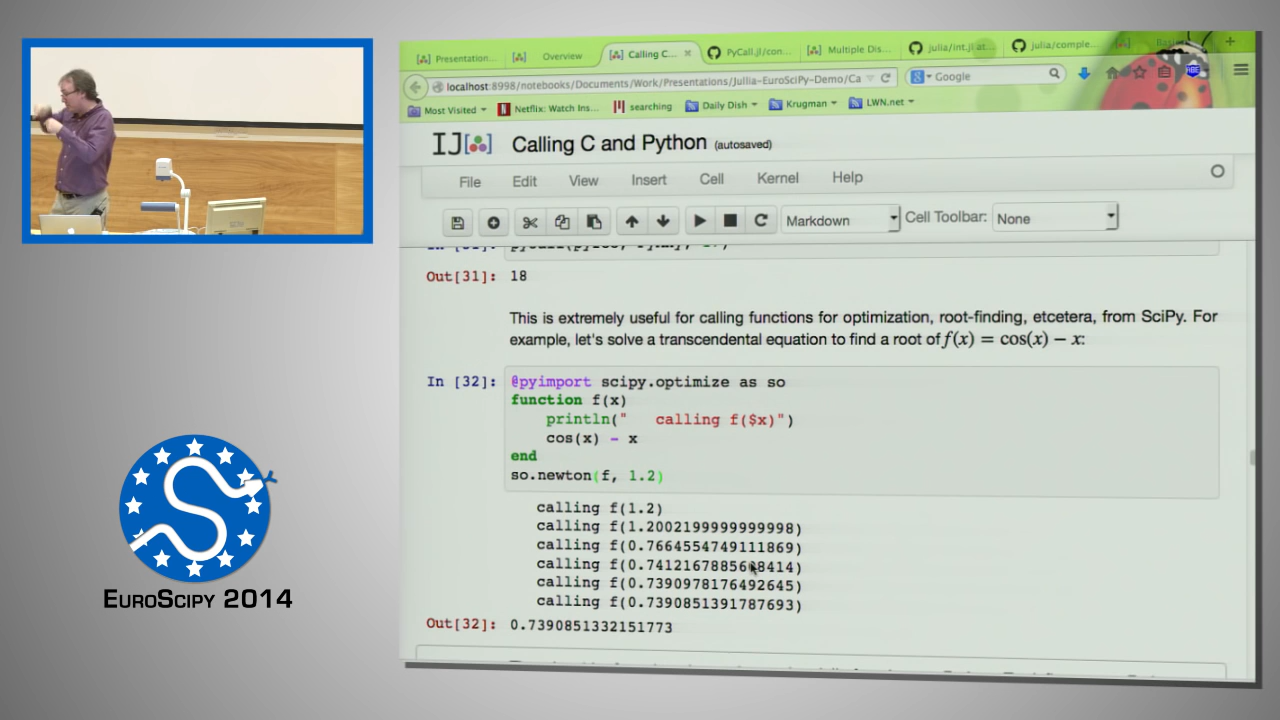 Presentation...
Overview
Calling C...
PyCall.jl/con...
Multiple Dis...
julia/int.jl at...
julia/comple...
localhost:8998/notebooks/Documents/Work/Presentations/Jullia-EuroSciPy-Demo/Ca
Google
Most Visited
Netflix: Watch Ins...
searching
Daily Dish
Krugman
LWN.net
IJ Calling C and Python (autosaved)
File Edit View Insert Cell Kernel Help
Markdown Cell Toolbar: None
Out[31]: 18
This is extremely useful for calling functions for optimization, root-finding, etcetera, from SciPy. For
example, let's solve a transcendental equation to find a root of f(x) = cos(x) − x:
In [32]: @pyimport scipy.optimize as so
function f(x)
println("   calling f($x)")
cos(x) - x
end
so.newton(f, 1.2)
calling f(1.2)
calling f(1.2002199999999998)
calling f(0.7664554749111869)
calling f(0.7412167885608414)
calling f(0.7390978176492645)
calling f(0.7390851391787693)
Out[32]: 0.7390851332151773
EUROSCIPY 2014